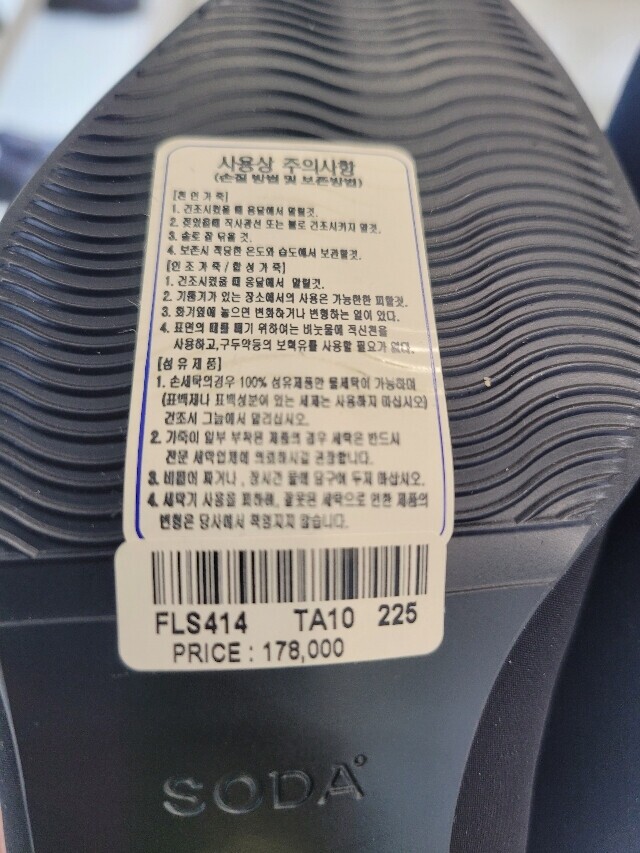 사용상 주의사항
(손질 방법 및 보존방법)
[천연가죽]
1. 건조시켰을 때 응달에서 말릴것.
2. 젖었을때 직사광선 또는 불로 건조시키지 말것.
3. 솔로 잘 닦을 것.
4. 보존시 적당한 온도와 습도에서 보관할것.
[인조가죽/합성가죽]
1. 건조시켰을 때 응달에서 말릴것.
2. 기름기가 있는 장소에서의 사용은 가능한한 피할것.
3. 화기옆에 놓으면 변화하거나 변형하는 일이 있다.
4. 표면의 때를 빼기 위하여는 비눗물에 적신천을
사용하고,구두약등의 보혁유를 사용할 필요가 없다.
[섬유제품]
1. 손세탁의경우 100% 섬유제품만 물세탁이 가능하며
(표백제나 표백성분이 있는 세제는 사용하지 마십시오)
건조시 그늘에서 말리십시오.
2. 가죽이 일부 부착된 제품의 경우 세탁은 반드시
전문 세탁업체에 의뢰하시길 권장합니다.
3. 비틀어 짜거나, 장시간 물에 담구어 두지 마십시오.
4. 세탁기 사용을 피하며, 잘못된 세탁으로 인한 제품의
변형은 당사에서 책임지지 않습니다.
FLS414 TA10 225
PRICE : 178,000
SODA